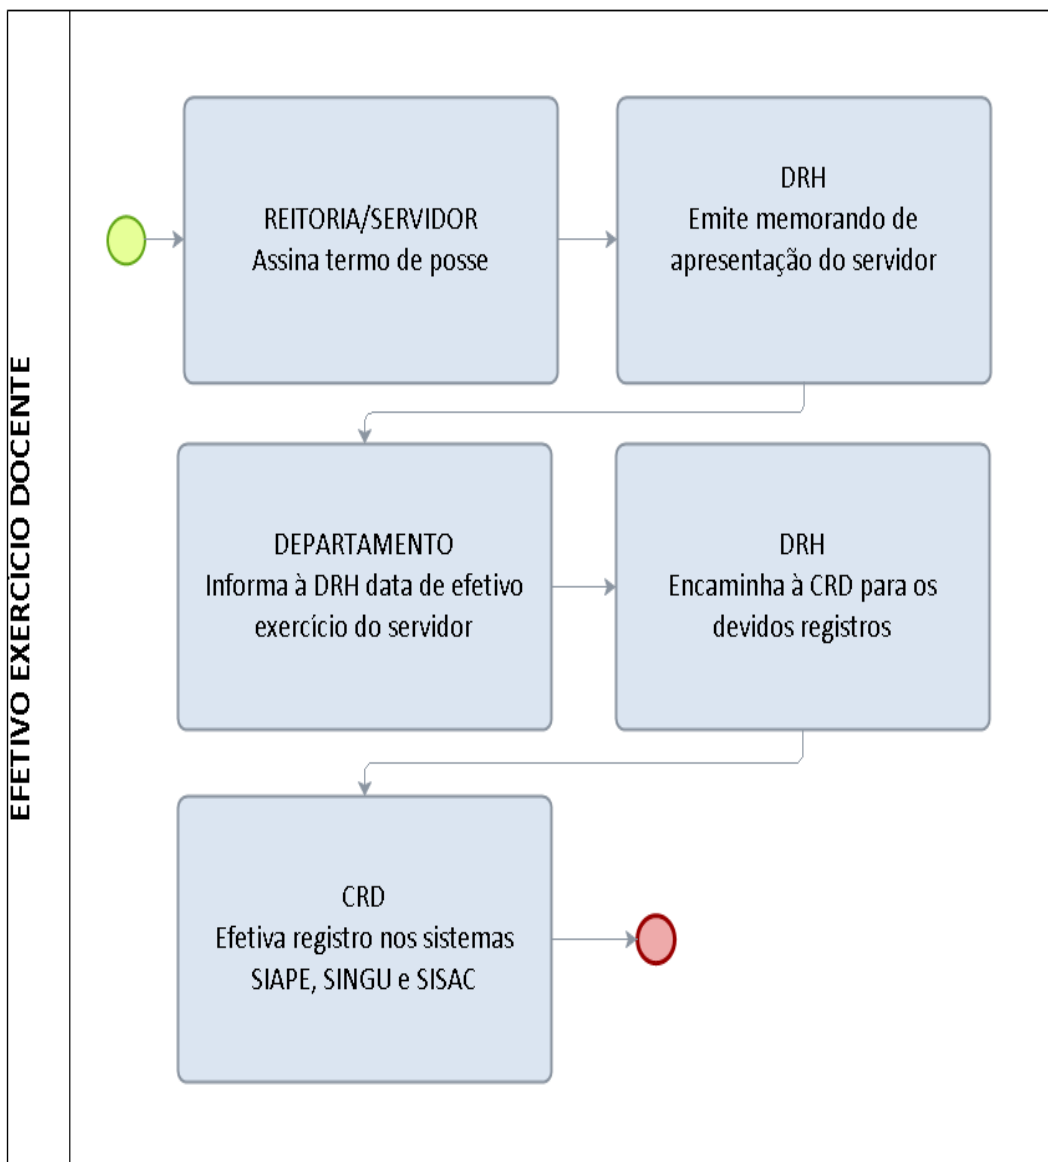 EFETIVO EXERCÍCIO DOCENTE
REITORIA/SERVIDOR
Assina termo de posse
DRH
Emite memorando de
apresentação do servidor
DEPARTAMENTO
Informa à DRH data de efetivo
exercício do servidor
DRH
Encaminha à CRD para os
devidos registros
CRD
Efetiva registro nos sistemas
SIAPE, SINGU e SISAC